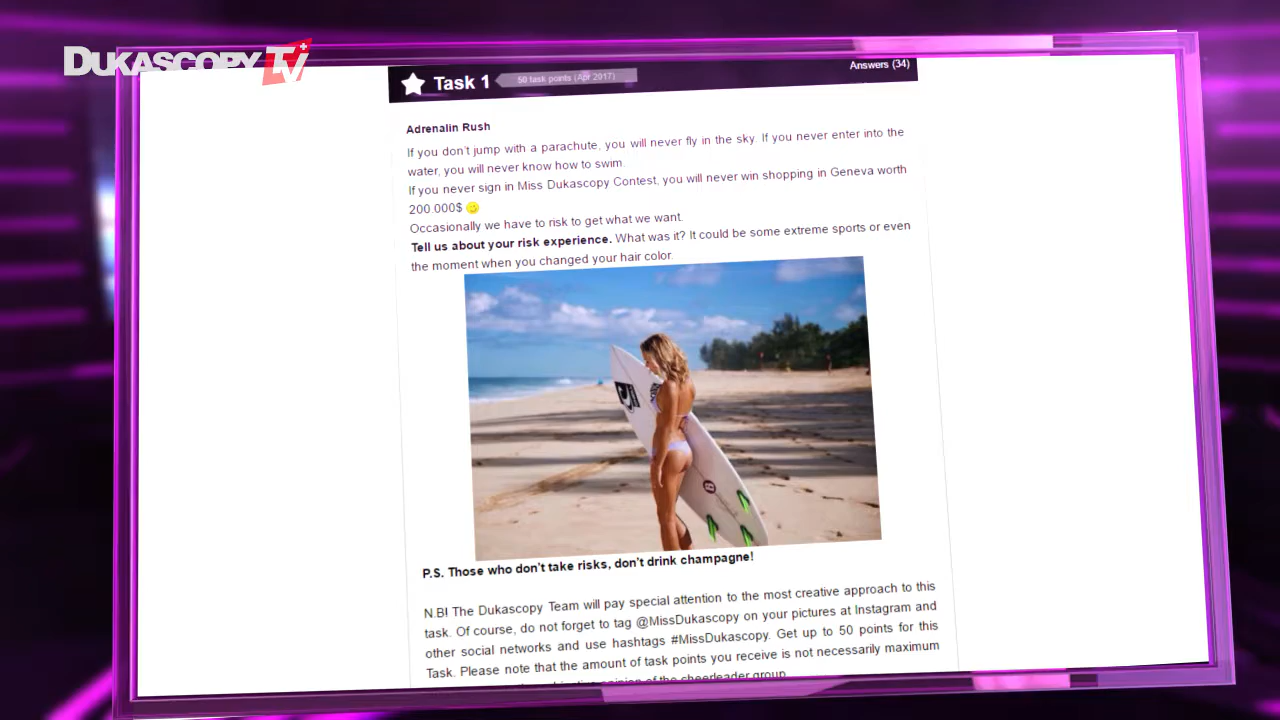 DUKASCOPY TV
Task 1
50 task points (Apr 2017)
Answers (34)
Adrenalin Rush
If you don't jump with a parachute, you will never fly in the sky. If you never enter into the
water, you will never know how to swim.
If you never sign in Miss Dukascopy Contest, you will never win shopping in Geneva worth
200.000$
Occasionally we have to risk to get what we want.
Tell us about your risk experience. What was it? It could be some extreme sports or even
the moment when you changed your hair color.
P.S. Those who don't take risks, don't drink champagne!
N.B! The Dukascopy Team will pay special attention to the most creative approach to this
task. Of course, do not forget to tag @MissDukascopy on your pictures at Instagram and
other social networks and use hashtags #MissDukascopy. Get up to 50 points for this
Task. Please note that the amount of task points you receive is not necessarily maximum
opinion of the cheerleader group.